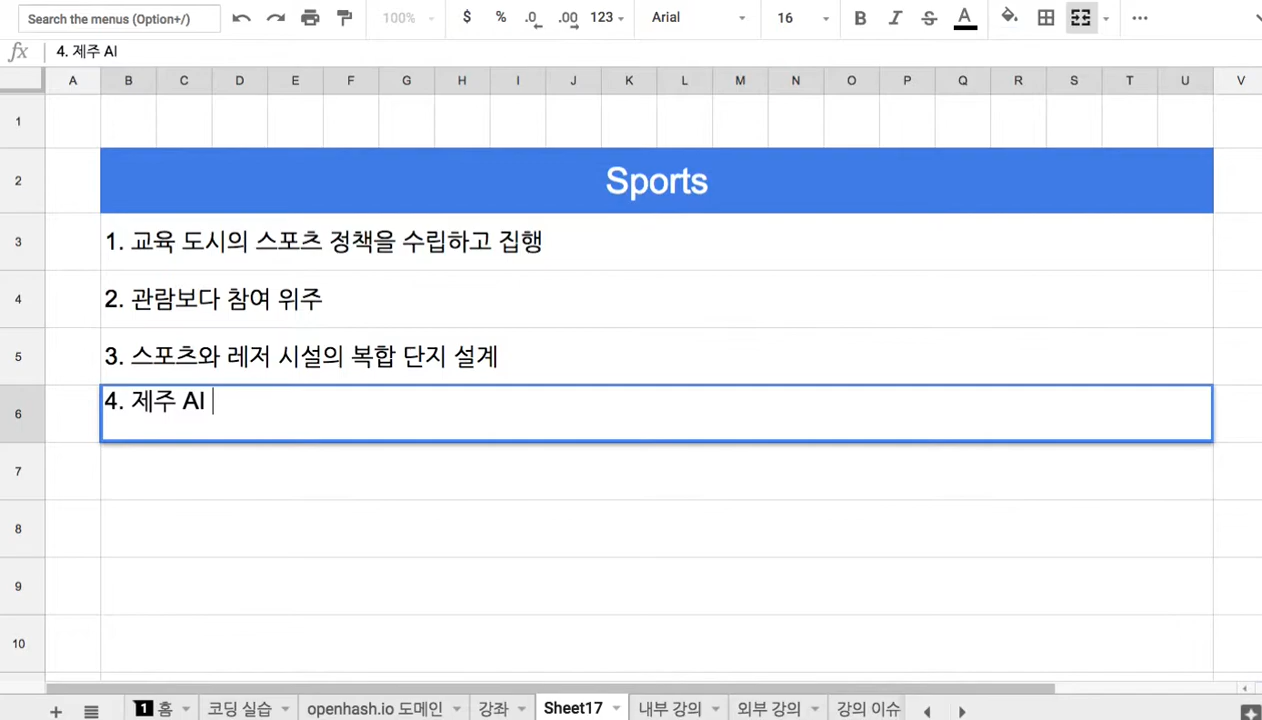 Search the menus (Option+/) 100% $ % .0 .00 123 Arial 16 B I S A
fx 4. 제주 AI
A B C D E F G H I J K L M N O P Q R S T U V
1
2 Sports
3 1. 교육 도시의 스포츠 정책을 수립하고 집행
4 2. 관람보다 참여 위주
5 3. 스포츠와 레저 시설의 복합 단지 설계
6 4. 제주 AI
7
8
9
10
1 홈 코딩 실습 openhash.io 도메인 강좌 Sheet17 내부 강의 외부 강의 강의 이슈